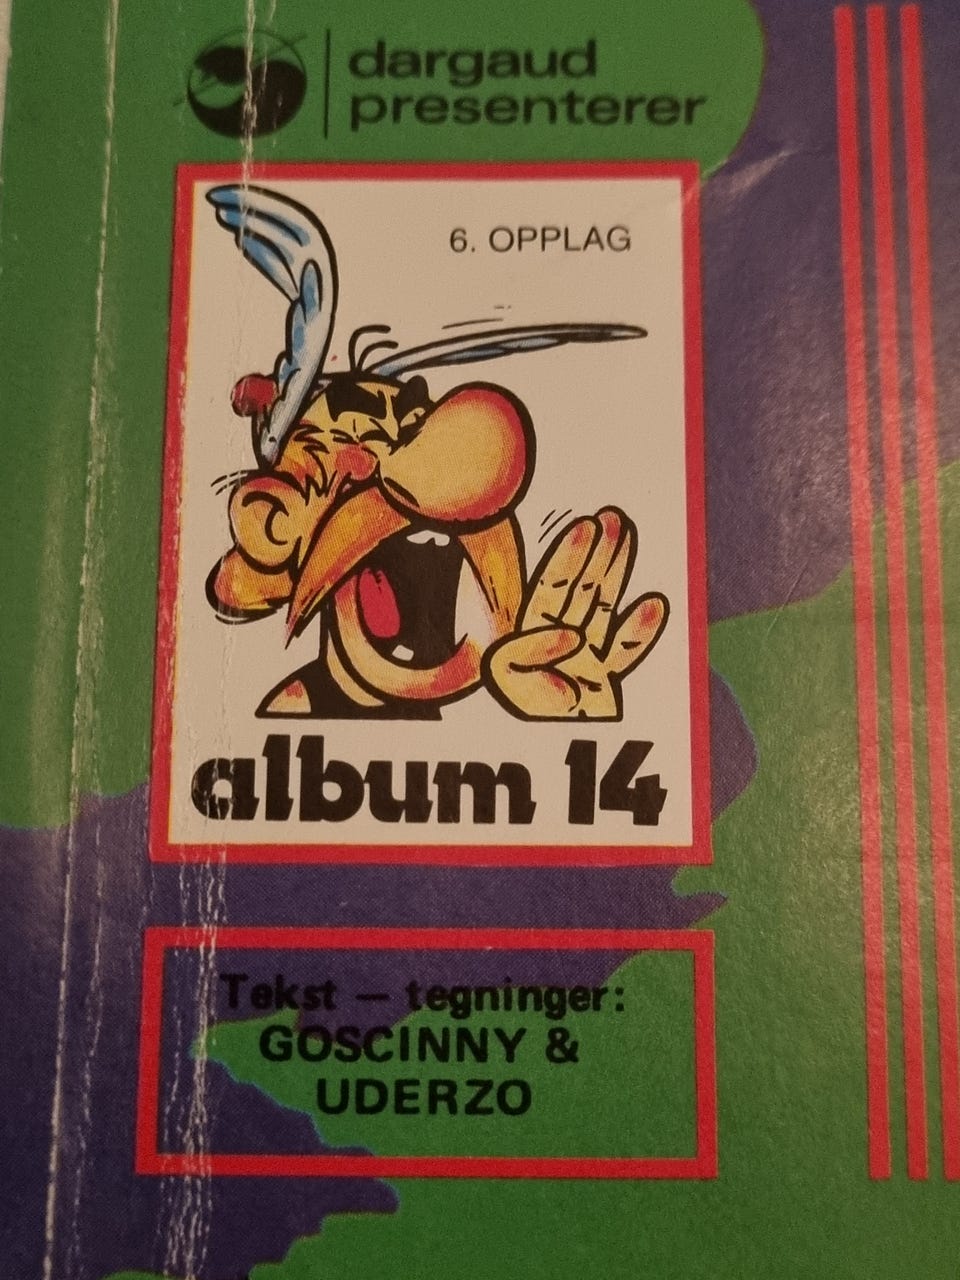 dargaud
presenterer
6. OPPLAG
album 14
Tekst — tegninger:
GOSCINNY &
UDERZO